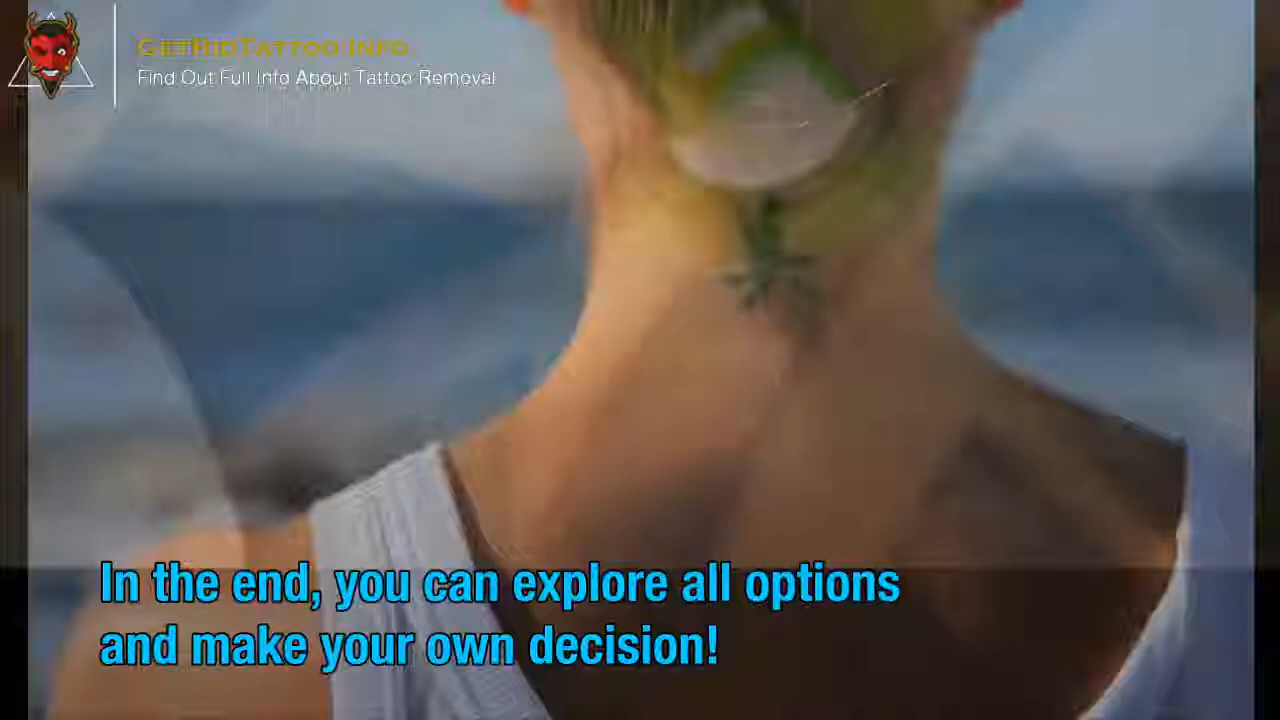 GetRidTattoo.Info
Find Out Full Info About Tattoo Removal
In the end, you can explore all options
and make your own decision!